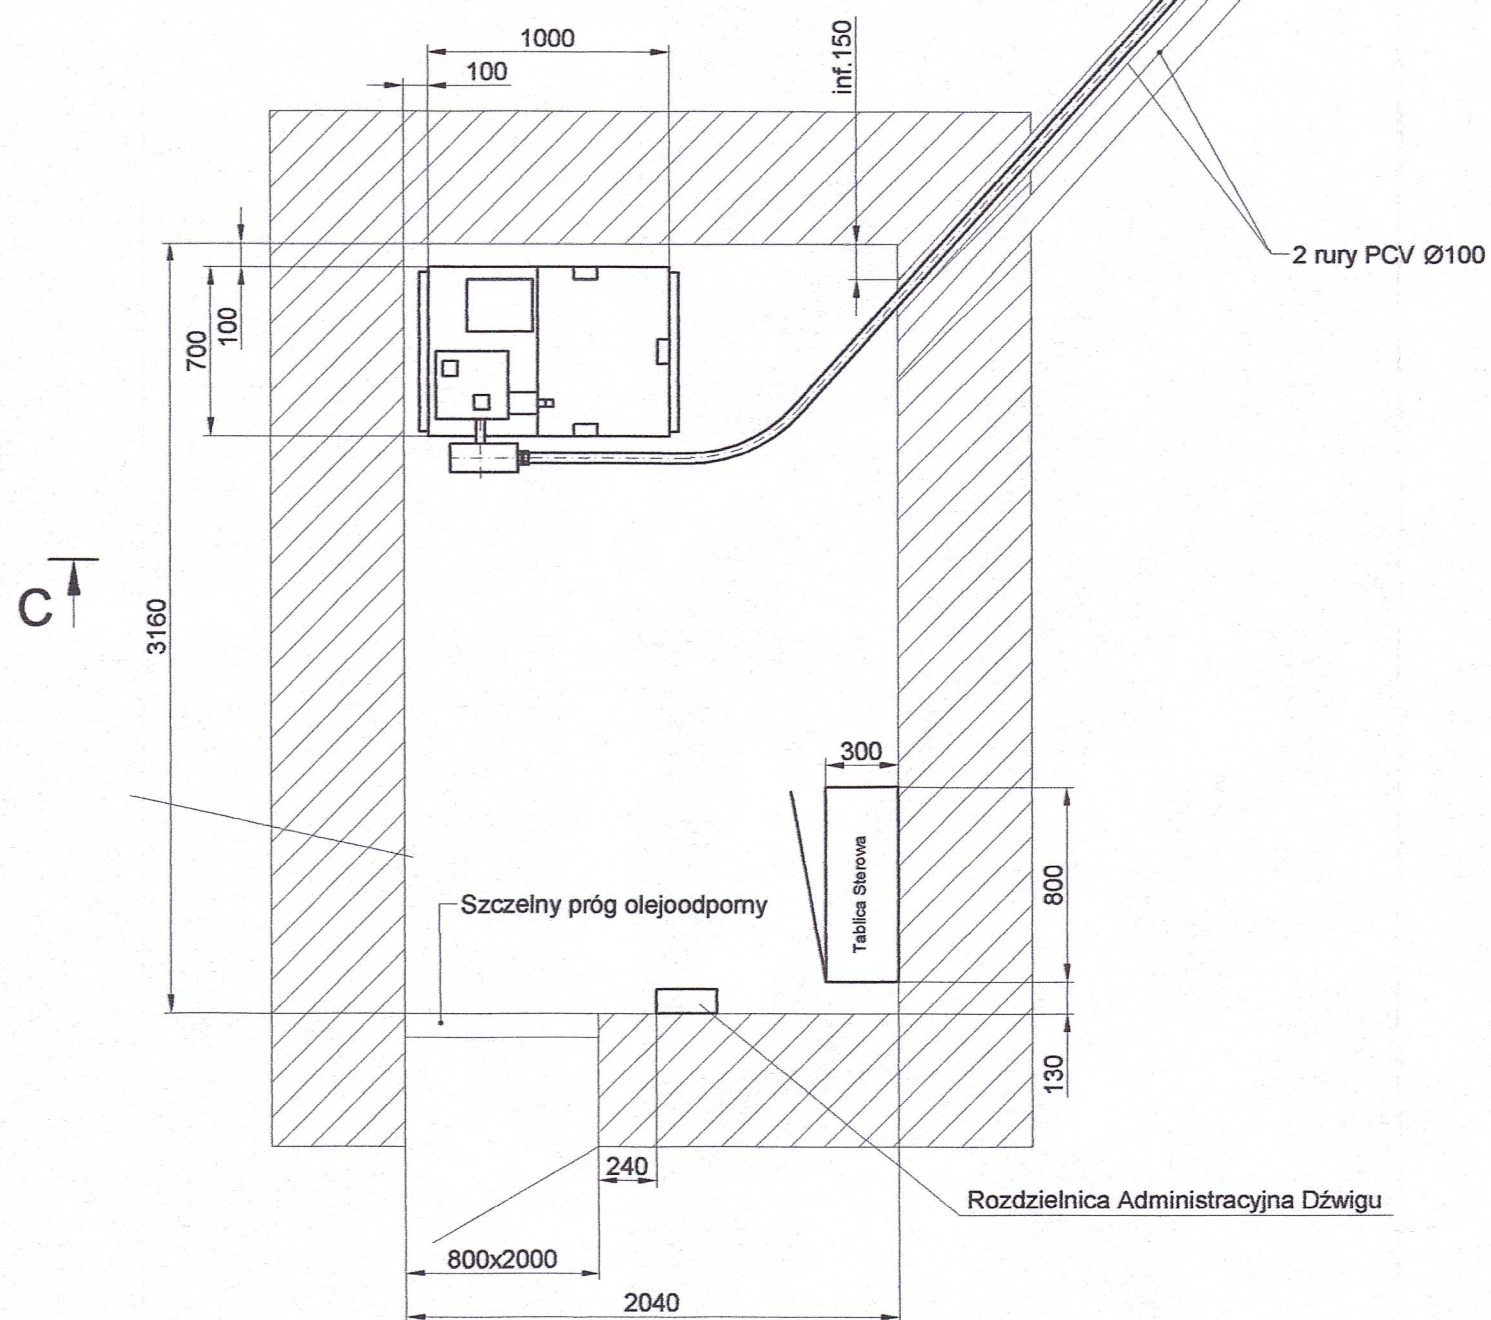 1000
100
inf.150
2 rury PCV Ø100
700
100
C
3160
300
Tablica Sterowa
800
Szczelny próg olejoodporny
130
240
Rozdzielnica Administracyjna Dźwigu
800x2000
2040